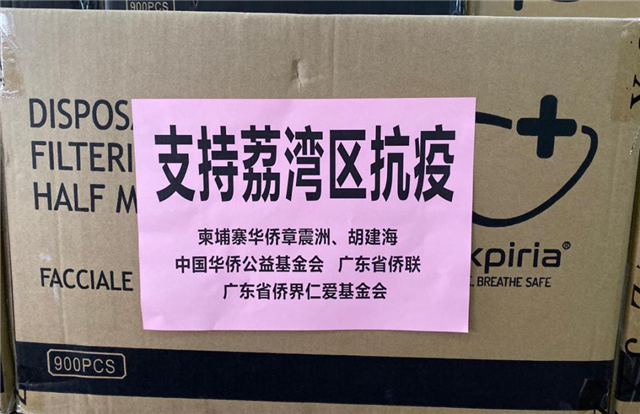 900PCS
支持荔湾区抗疫
柬埔寨华侨章震洲、胡建海
中国华侨公益基金会 广东省侨联
广东省侨界仁爱基金会
FILTERI
HALF M
FACCIALE
xpiria®
BREATHE SAFE
900PCS